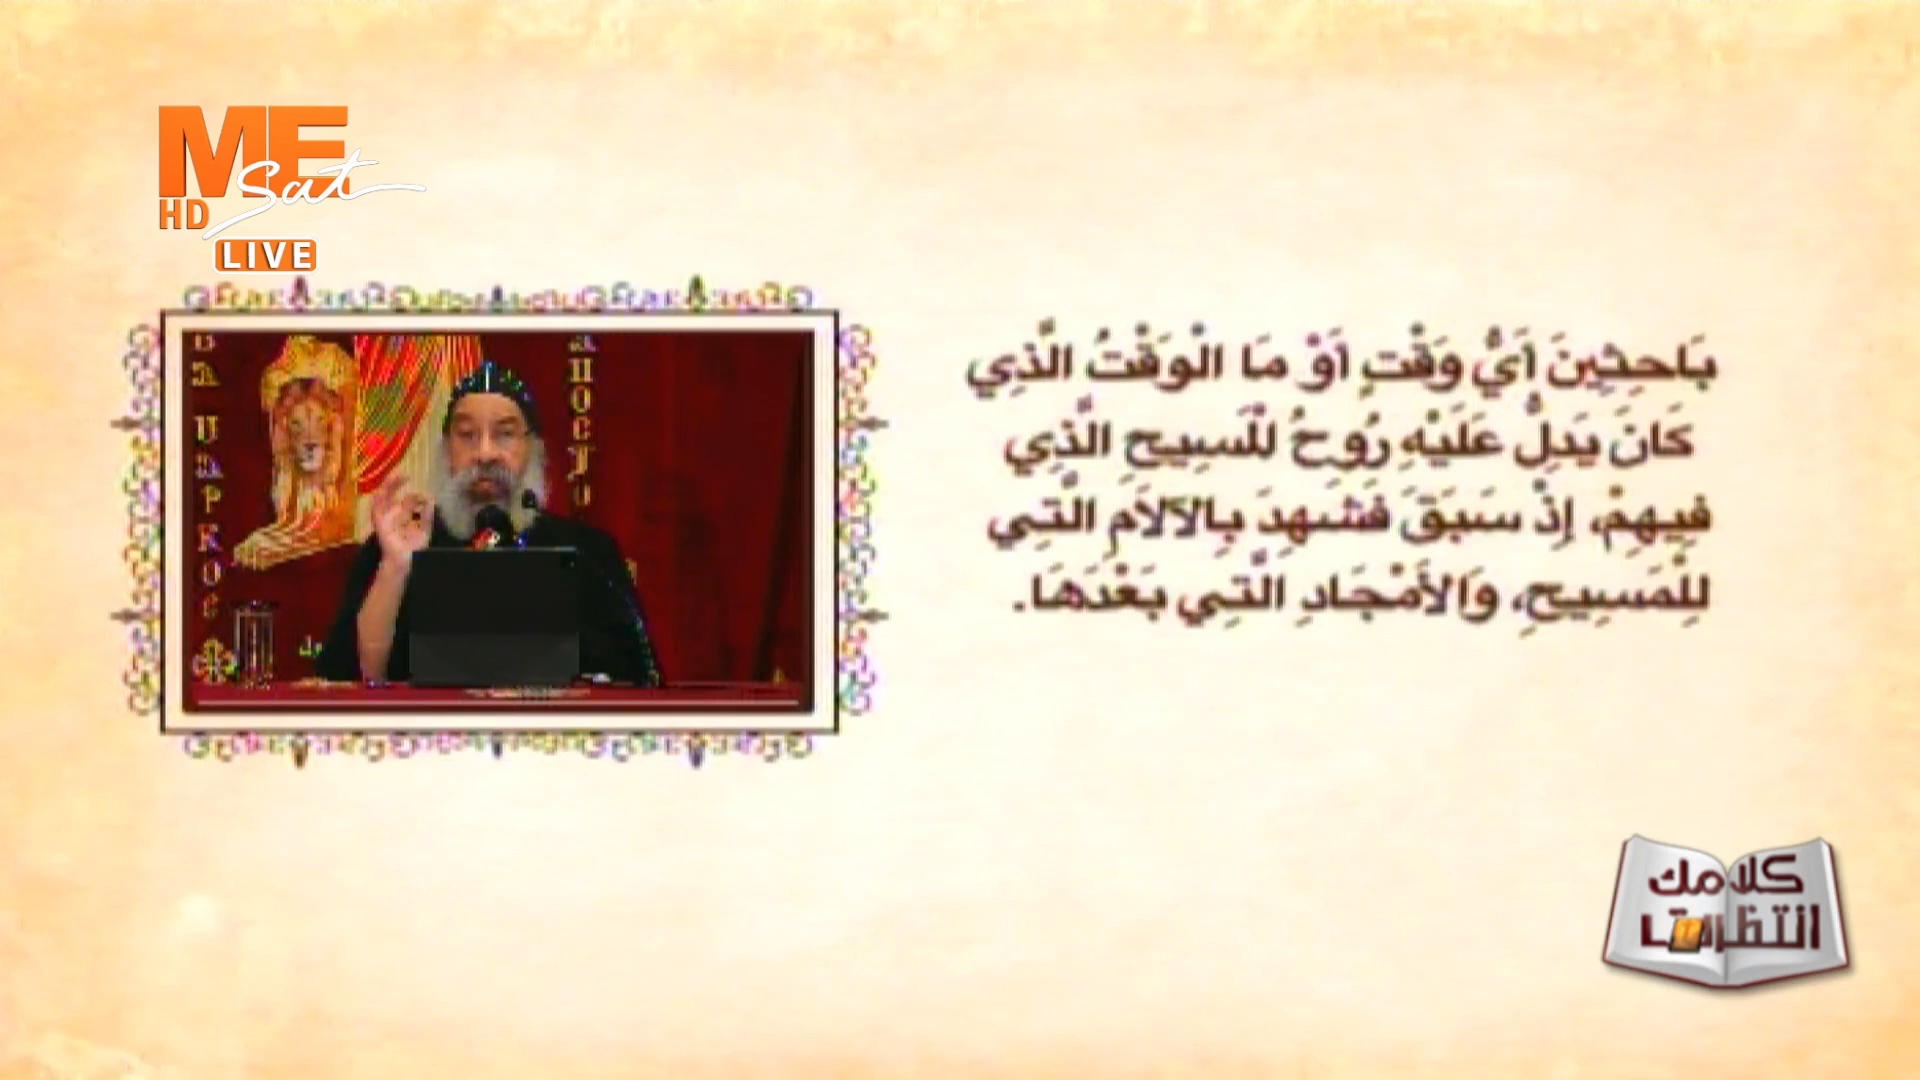 ME
Sat
HD
LIVE
بَاحِثِينَ أَيُّ وَقْتٍ أَوْ مَا الْوَقْتُ الَّذِي
كَانَ يَدِلُّ عَلَيْهِ رُوحُ الْمَسِيحِ الَّذِي
فِيهِمْ، إِذْ سَبَقَ فَشَهِدَ بِالآلاَمِ الَّتِي
لِلْمَسِيحِ، وَالأَمْجَادِ الَّتِي بَعْدَهَا.
كلامك
انتظرت